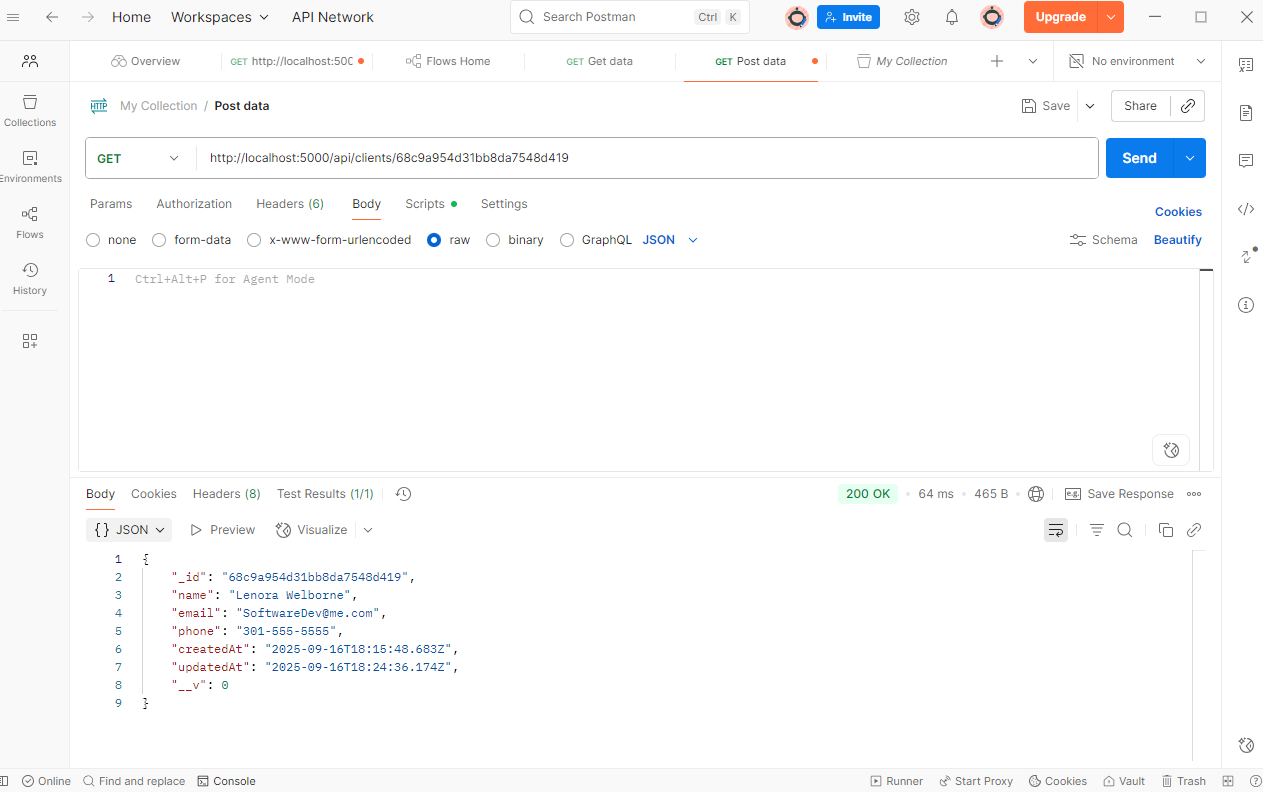 Home Workspaces API Network Search Postman Ctrl K Invite Upgrade
Overview GET http://localhost:500 Flows Home GET Get data GET Post data My Collection No environment
Collections
Environments
Flows
History
HTTP My Collection / Post data Save Share
GET http://localhost:5000/api/clients/68c9a954d31bb8da7548d419 Send
Params Authorization Headers (6) Body Scripts Settings Cookies
none form-data x-www-form-urlencoded raw binary GraphQL JSON Schema Beautify
1 Ctrl+Alt+P for Agent Mode
Body Cookies Headers (8) Test Results (1/1) 200 OK 64 ms 465 B e.g. Save Response
{} JSON Preview Visualize
1 {
2 "_id": "68c9a954d31bb8da7548d419",
3 "name": "Lenora Welborne",
4 "email": "SoftwareDev@me.com",
5 "phone": "301-555-5555",
6 "createdAt": "2025-09-16T18:15:48.683Z",
7 "updatedAt": "2025-09-16T18:24:36.174Z",
8 "__v": 0
9 }
Online Find and replace Console Runner Start Proxy Cookies Vault Trash